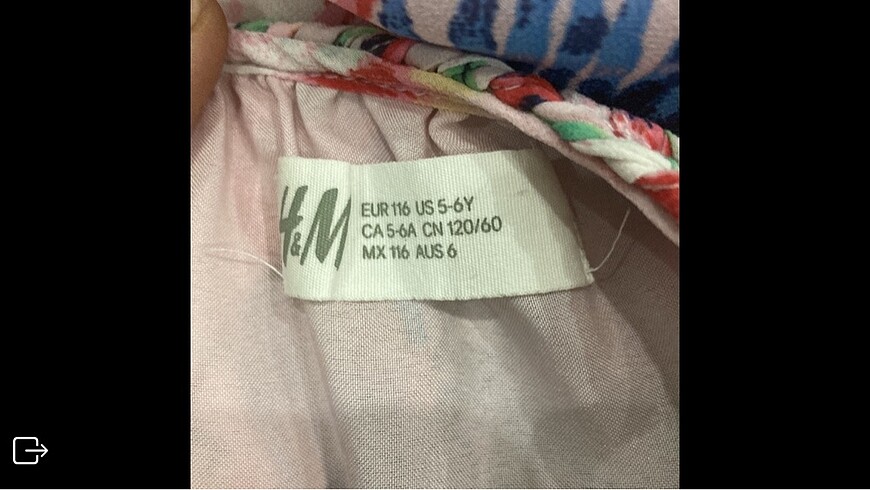 H&M
EUR 116 US 5-6Y
CA 5-6A CN 120/60
MX 116 AUS 6